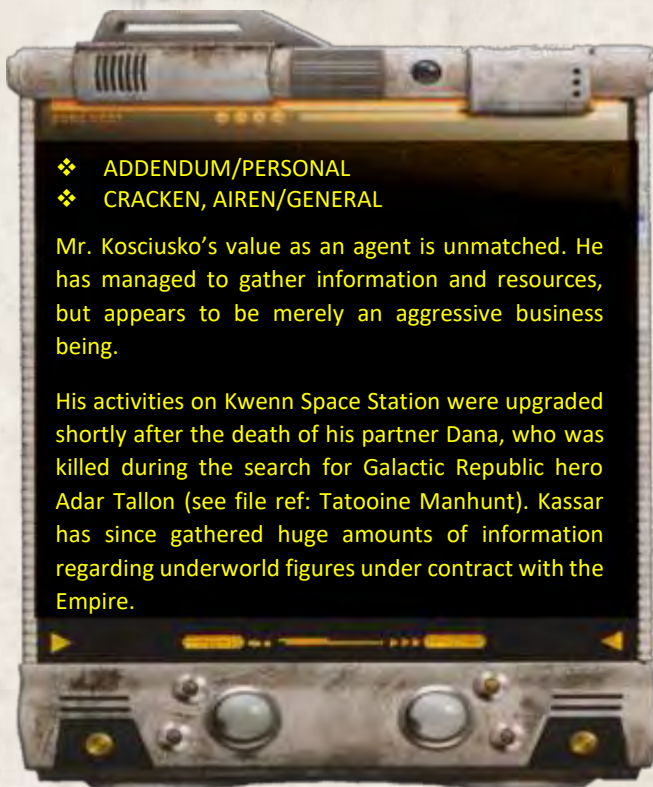 ❖ ADDENDUM/PERSONAL
❖ CRACKEN, AIREN/GENERAL
Mr. Kosciusko’s value as an agent is unmatched. He
has managed to gather information and resources,
but appears to be merely an aggressive business
being.
His activities on Kwenn Space Station were upgraded
shortly after the death of his partner Dana, who was
killed during the search for Galactic Republic hero
Adar Tallon (see file ref: Tatooine Manhunt). Kassar
has since gathered huge amounts of information
regarding underworld figures under contract with the
Empire.